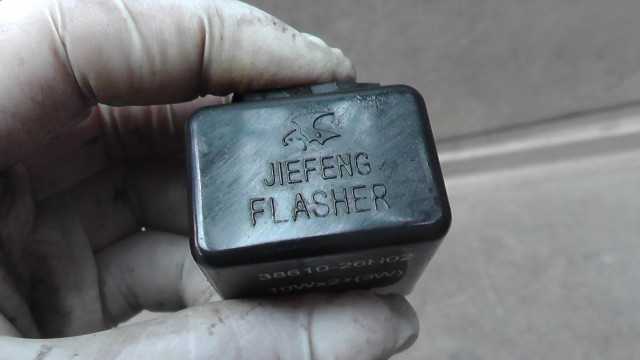 JIEFENG
FLASHER
38610-26H02
10Wx2+(3W)